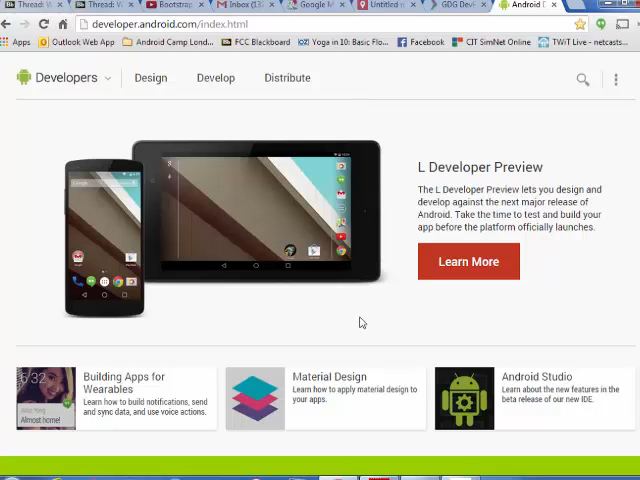 Thread: W
Thread: W
Bootstrap
Inbox (13
Google M
Untitled
GDG Dev
Android D
developer.android.com/index.html
Apps
Outlook Web App
Android Camp Lond...
FCC Blackboard
Yoga in 10: Basic Flo...
Facebook
CIT SimNet Online
TWiT Live - netcasts...
Developers
Design
Develop
Distribute
L Developer Preview
The L Developer Preview lets you design and
develop against the next major release of
Android. Take the time to test and build your
app before the platform officially launches.
Learn More
6:32
Almost home!
Building Apps for
Wearables
Learn how to build notifications, send
and sync data, and use voice actions.
Material Design
Learn how to apply material design to
your apps.
Android Studio
Learn about the new features in the
beta release of our new IDE.